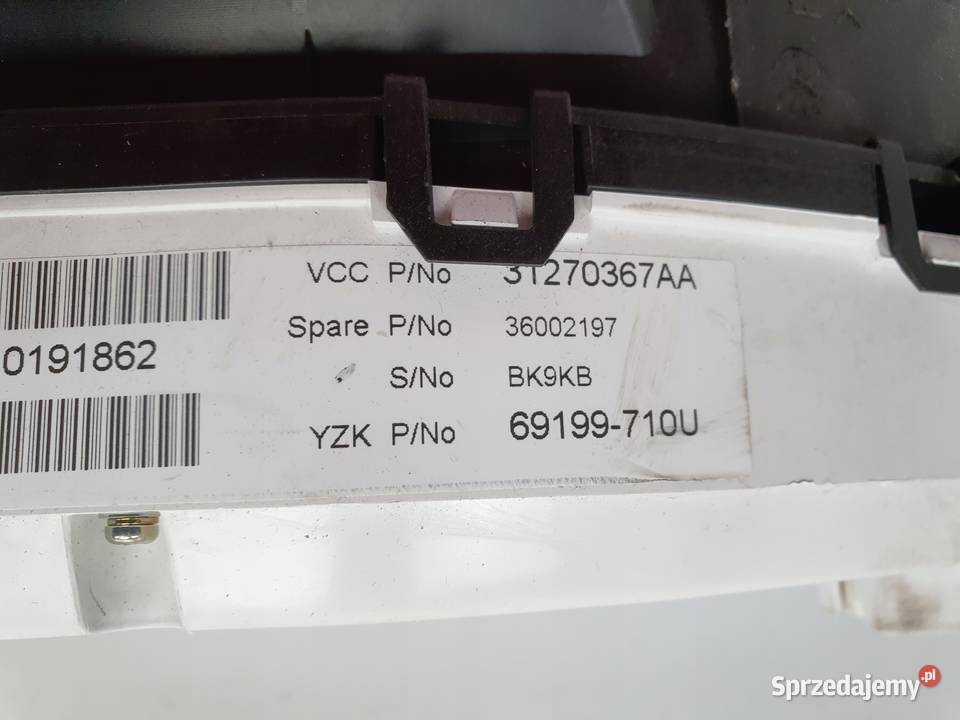 VCC P/No 31270367AA
Spare P/No 36002197
0191862
S/No BK9KB
YZK P/No 69199-710U
Sprzedajemy.pl